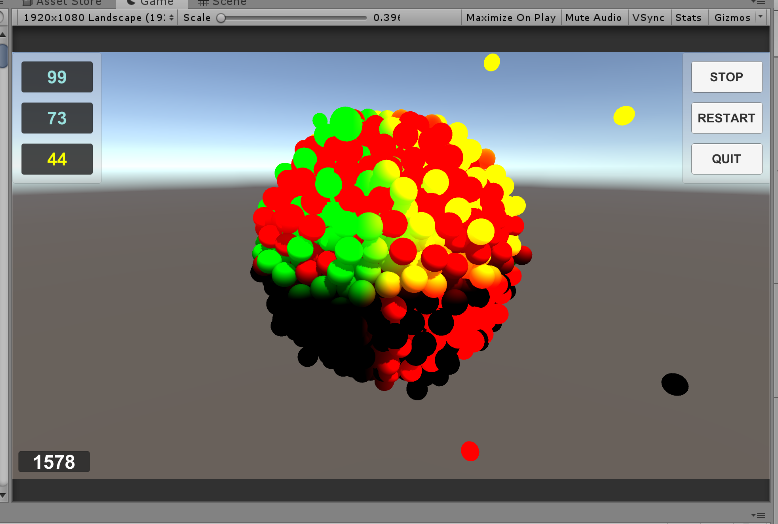 Asset Store Game Scene
1920x1080 Landscape (19: Scale 0.39 Maximize On Play Mute Audio VSync Stats Gizmos
99 STOP
73 RESTART
44 QUIT
1578